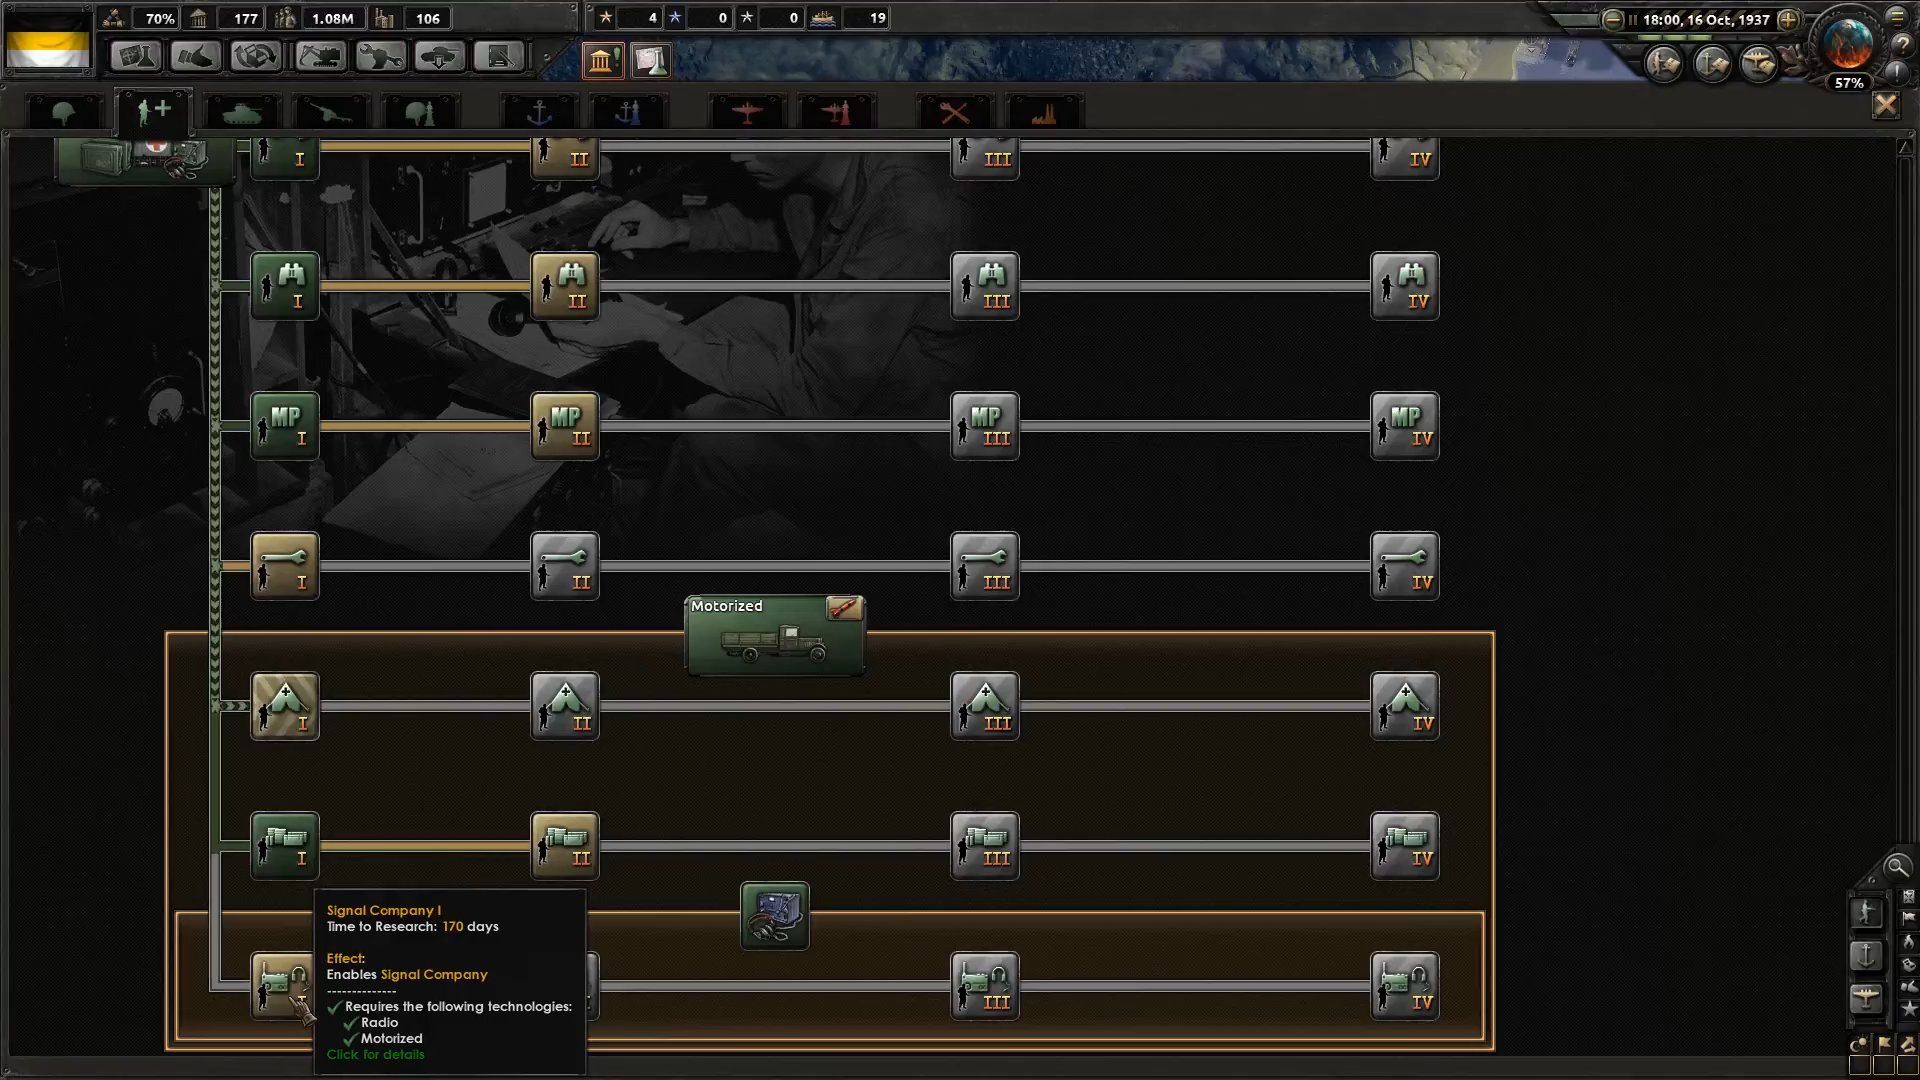 70%
177
1.08M
106
4
0
0
19
18:00, 16 Oct, 1937
57%
I
II
III
IV
I
II
III
IV
MP
I
MP
II
MP
III
MP
IV
I
II
III
IV
Motorized
I
II
III
IV
I
II
III
IV
Signal Company I
Time to Research: 170 days
Effect:
Enables Signal Company
--------------
Requires the following technologies:
Radio
Motorized
Click for details
III
IV